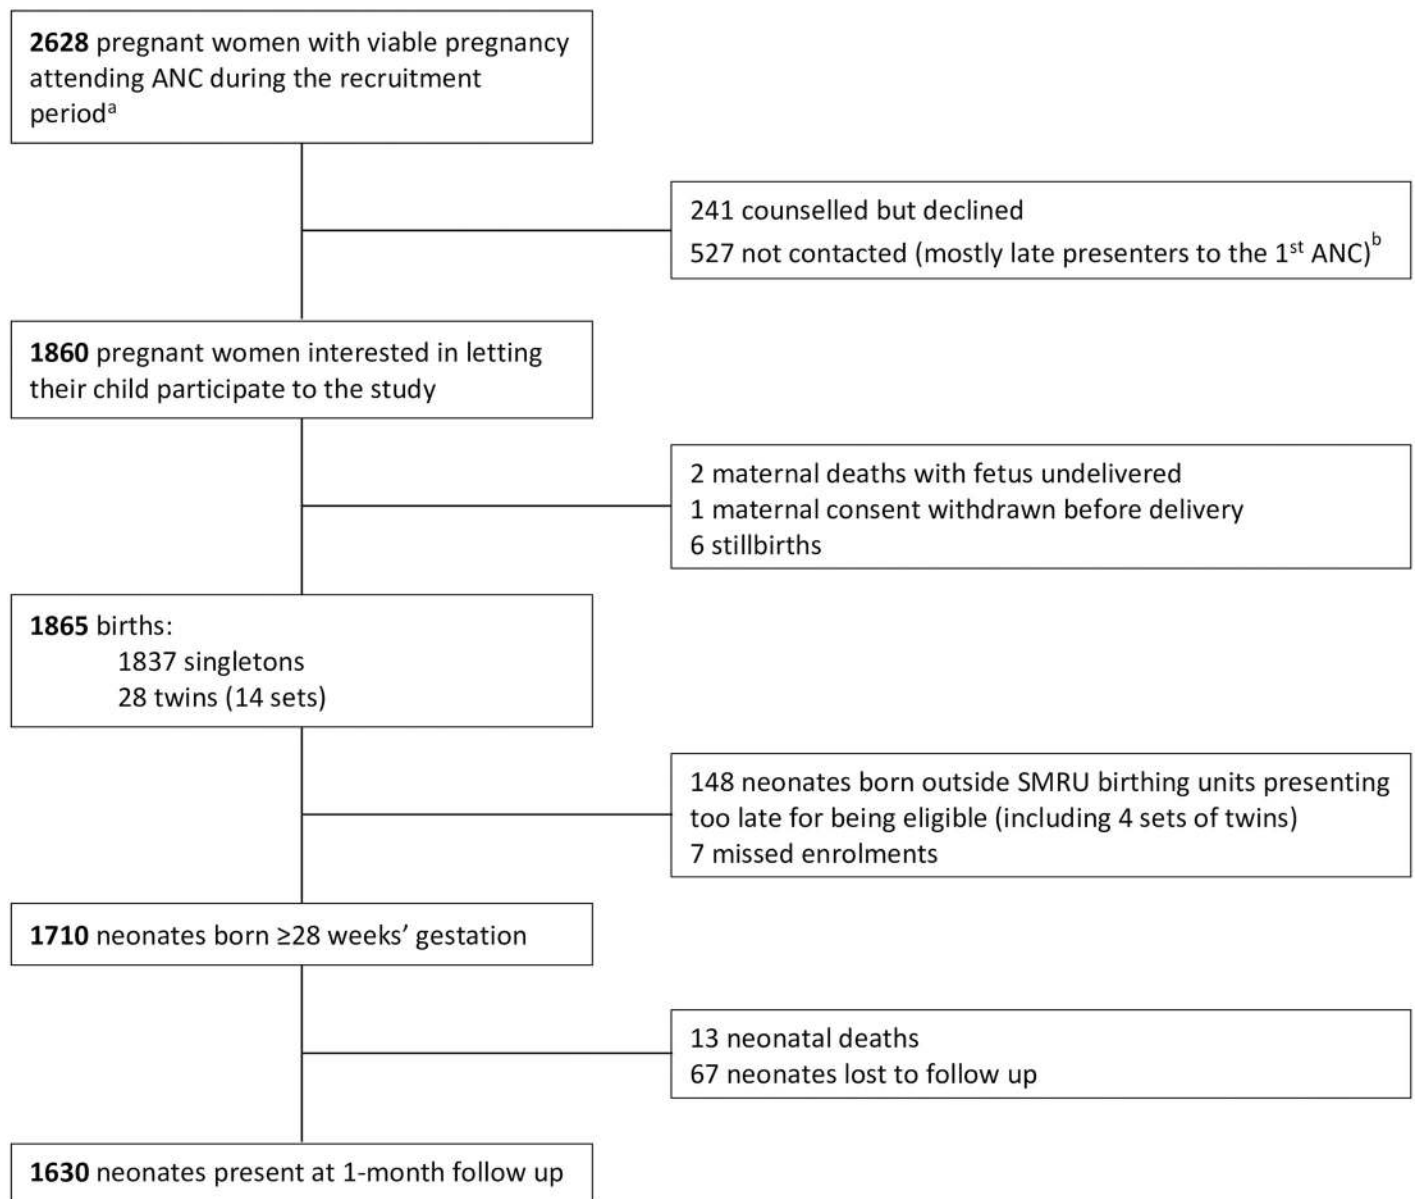 2628 pregnant women with viable pregnancy
attending ANC during the recruitment
periodᵃ
241 counselled but declined
527 not contacted (mostly late presenters to the 1ˢᵗ ANC)ᵇ
1860 pregnant women interested in letting
their child participate to the study
2 maternal deaths with fetus undelivered
1 maternal consent withdrawn before delivery
6 stillbirths
1865 births:
1837 singletons
28 twins (14 sets)
148 neonates born outside SMRU birthing units presenting
too late for being eligible (including 4 sets of twins)
7 missed enrolments
1710 neonates born ≥28 weeks’ gestation
13 neonatal deaths
67 neonates lost to follow up
1630 neonates present at 1-month follow up